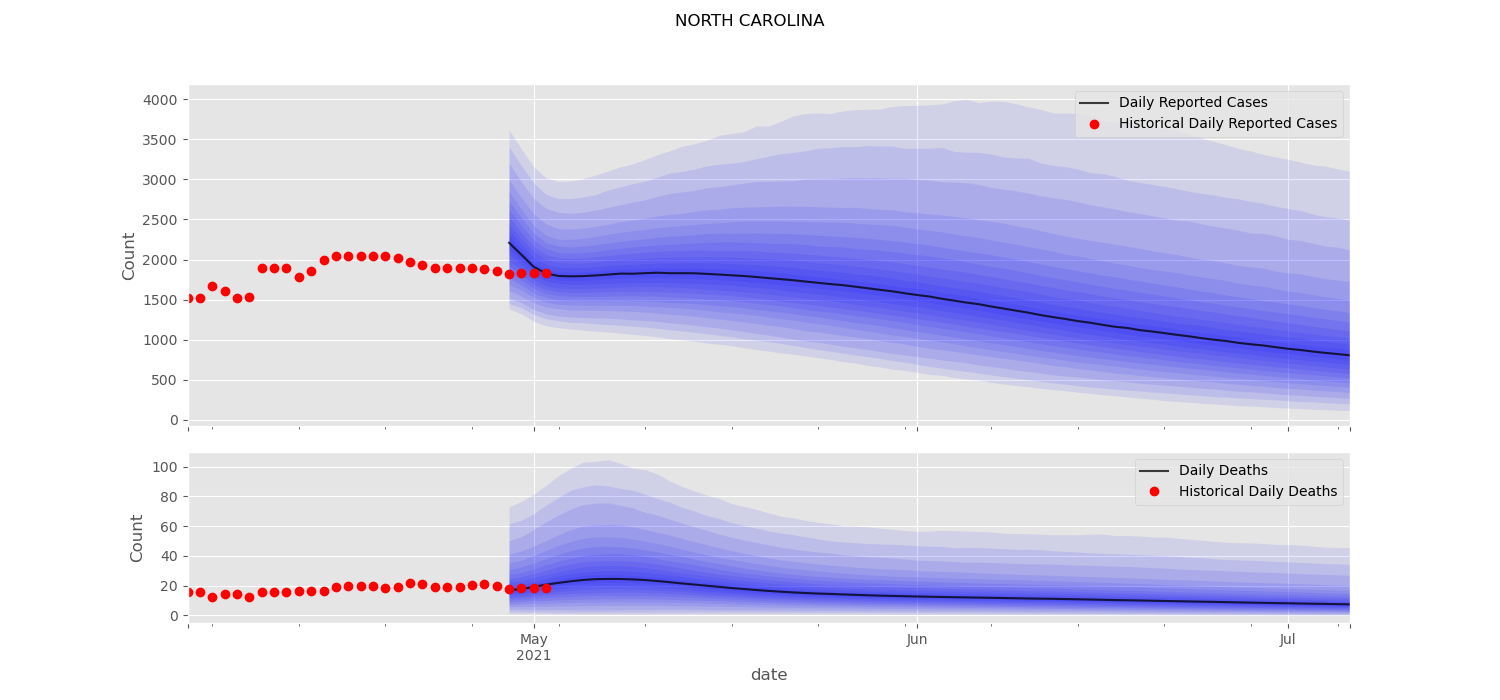 NORTH CAROLINA
4000
3500
3000
2500
2000
1500
1000
500
0
Count
Daily Reported Cases
Historical Daily Reported Cases
100
80
60
40
20
0
Count
Daily Deaths
Historical Daily Deaths
May
2021
Jun
Jul
date